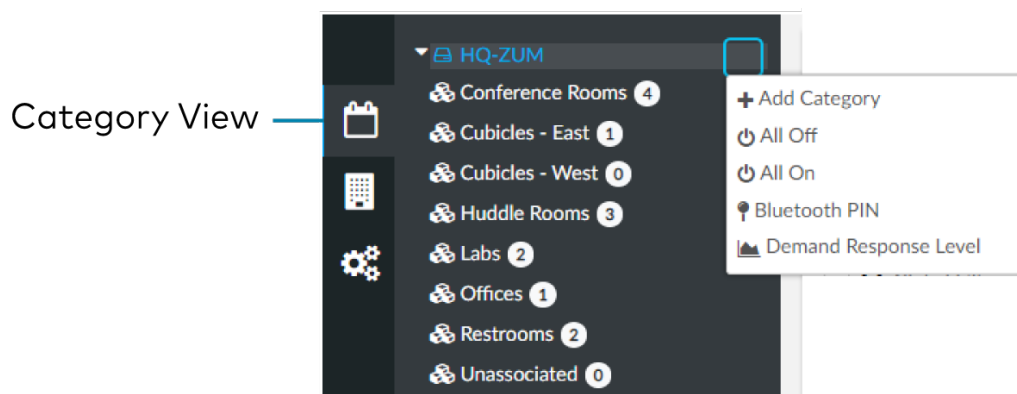 Category View
HQ-ZUM
Conference Rooms 4
Cubicles - East 1
Cubicles - West 0
Huddle Rooms 3
Labs 2
Offices 1
Restrooms 2
Unassociated 0
Add Category
All Off
All On
Bluetooth PIN
Demand Response Level